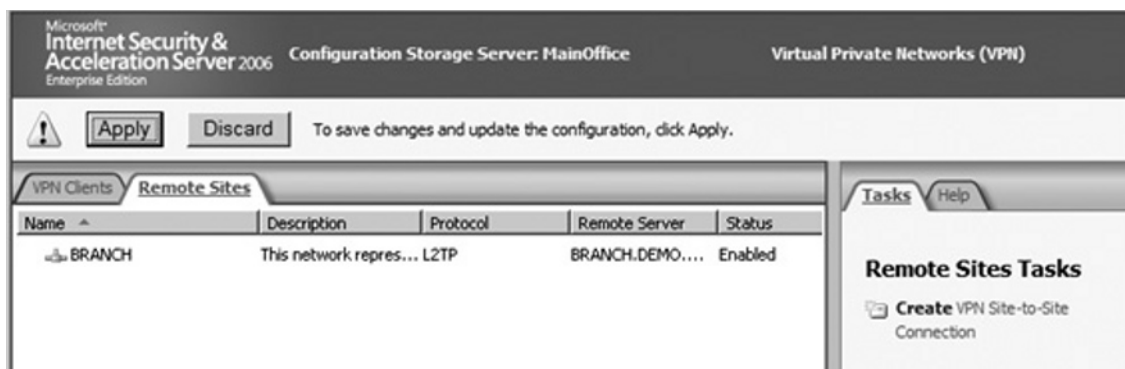 Microsoft®
Internet Security &
Acceleration Server 2006
Enterprise Edition
Configuration Storage Server: MainOffice
Virtual Private Networks (VPN)
Apply Discard To save changes and update the configuration, click Apply.
VPN Clients Remote Sites
Name Description Protocol Remote Server Status
BRANCH This network repres... L2TP BRANCH.DEMO.... Enabled
Tasks Help
Remote Sites Tasks
Create VPN Site-to-Site
Connection